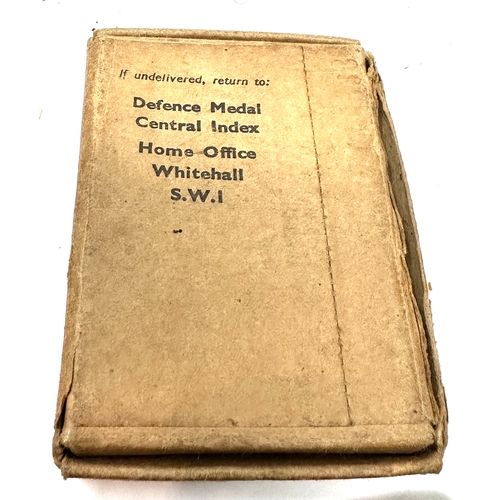 If undelivered, return to:
Defence Medal
Central Index
Home Office
Whitehall
S.W.1